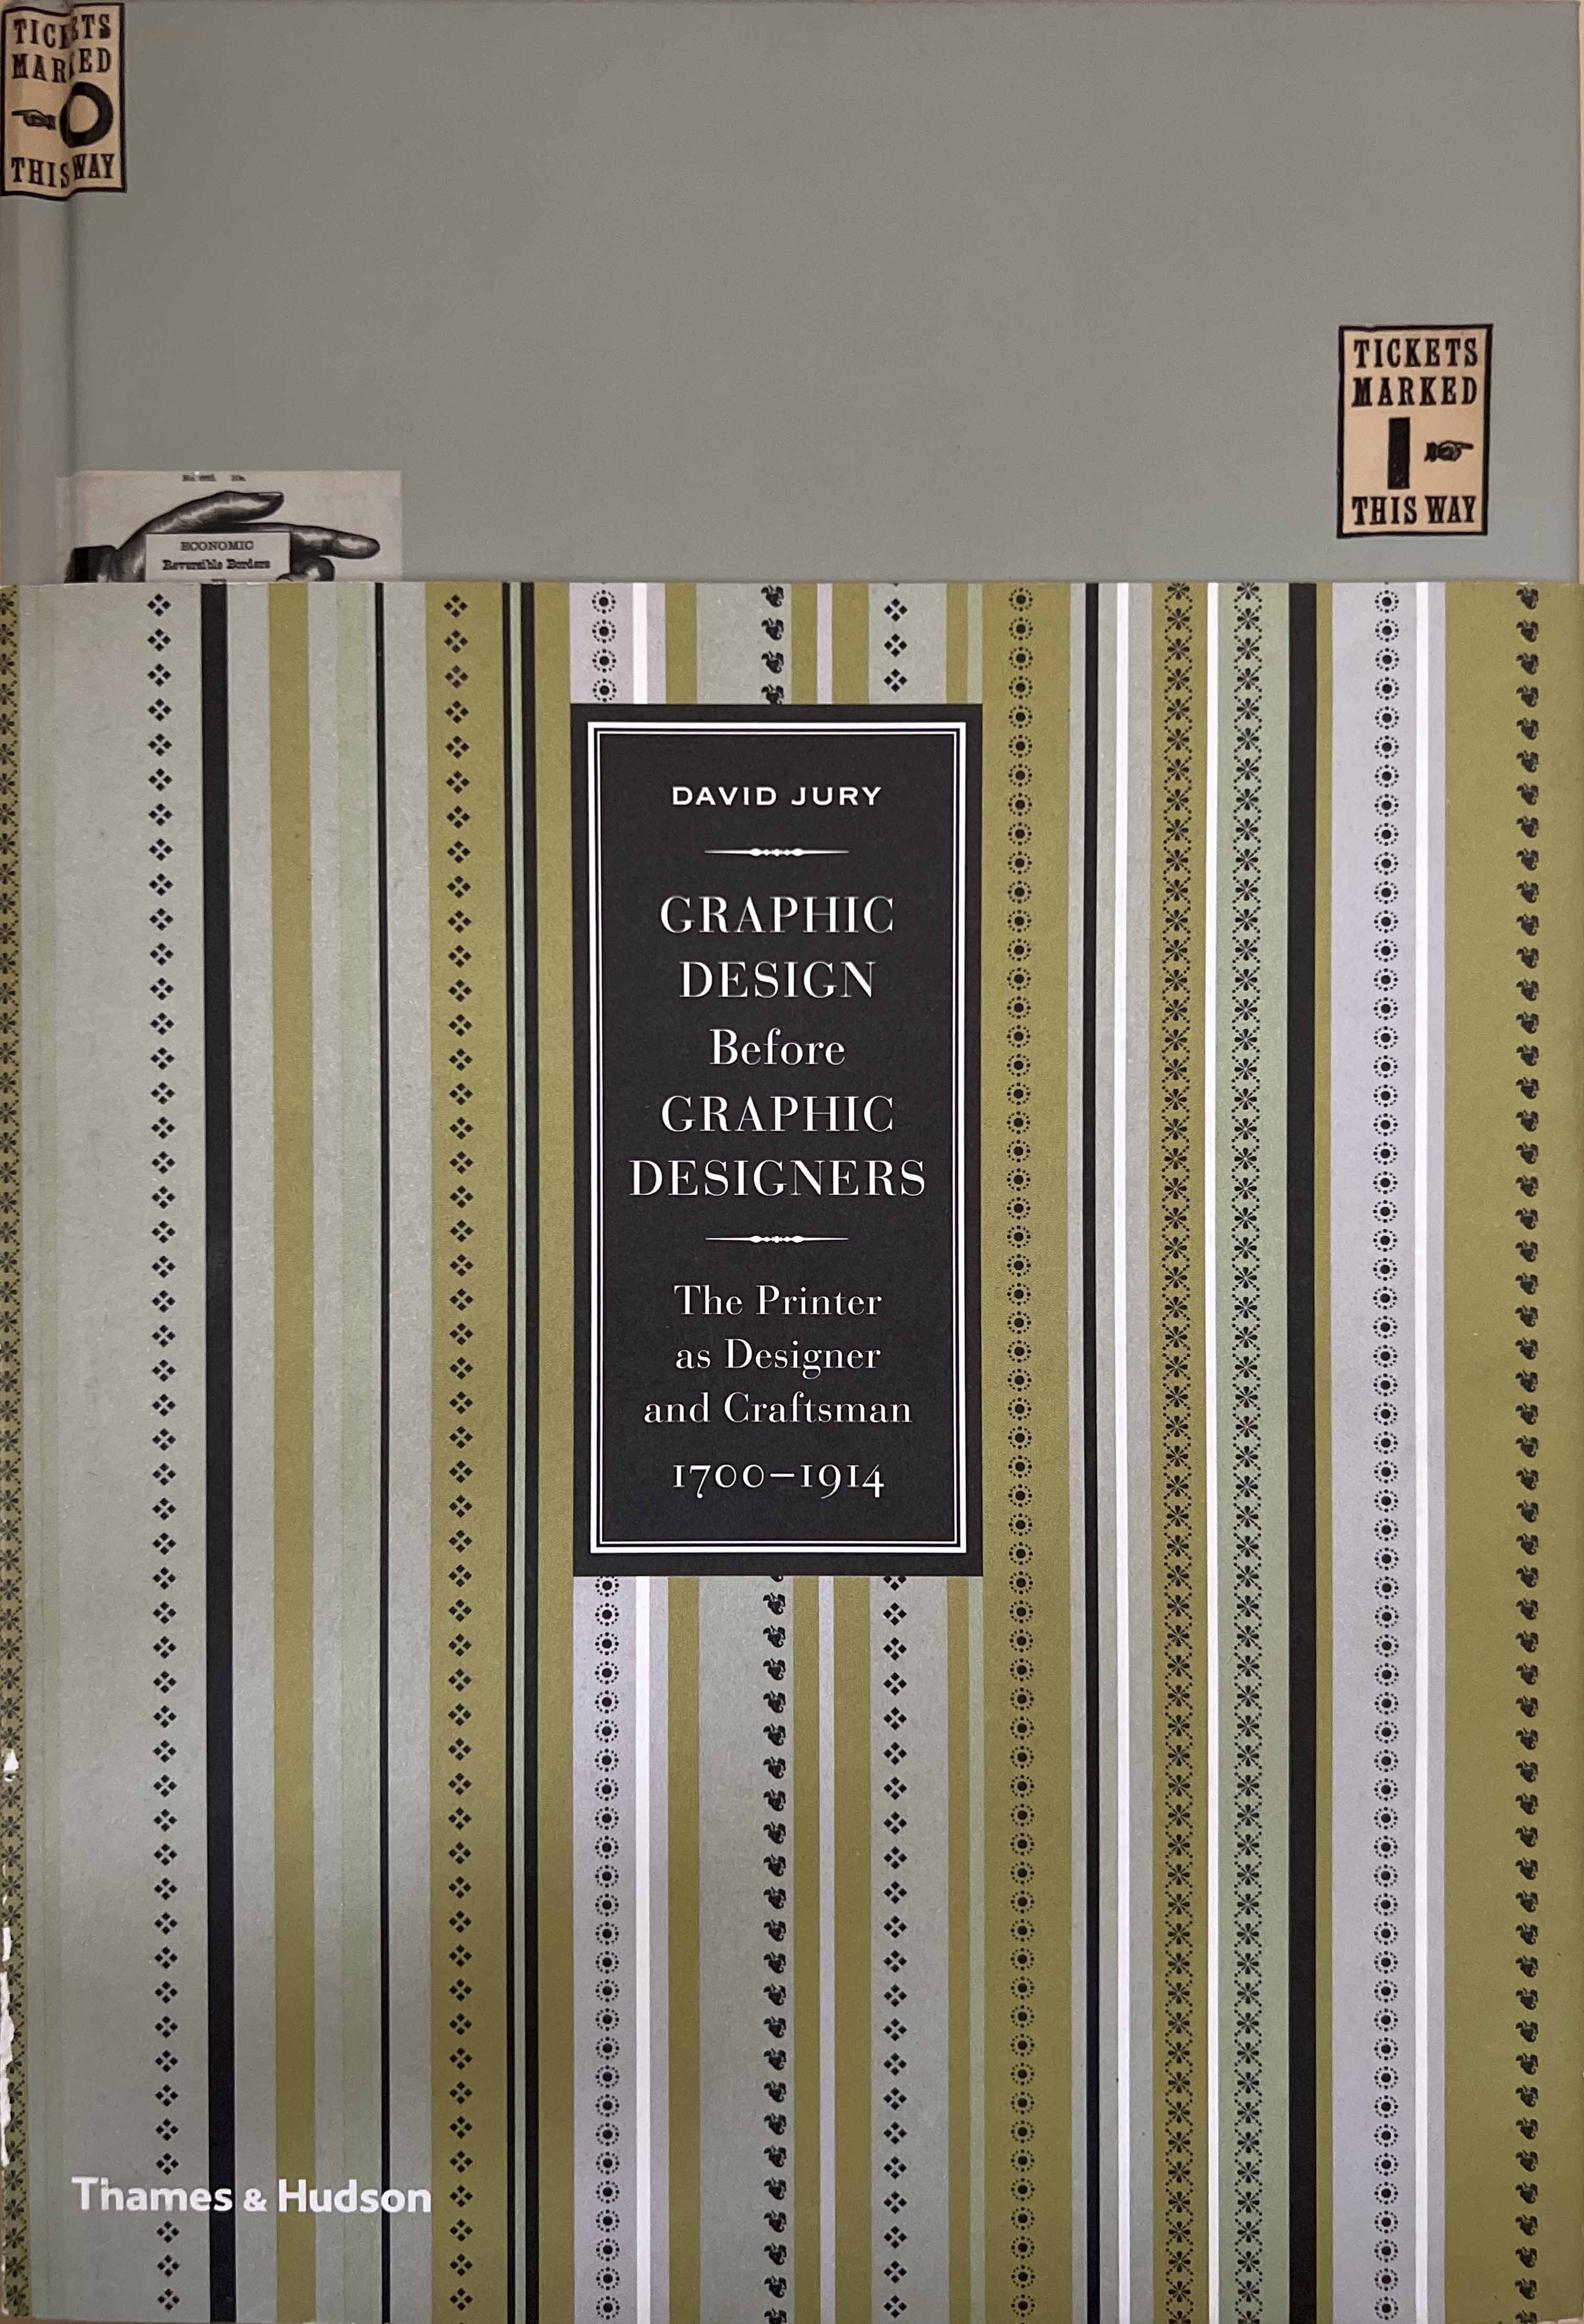 TICKETS
MARKED
O
THIS WAY
TICKETS
MARKED
I
THIS WAY
ECONOMIC
Reversible Borders
DAVID JURY
GRAPHIC
DESIGN
Before
GRAPHIC
DESIGNERS
The Printer
as Designer
and Craftsman
1700–1914
Thames & Hudson